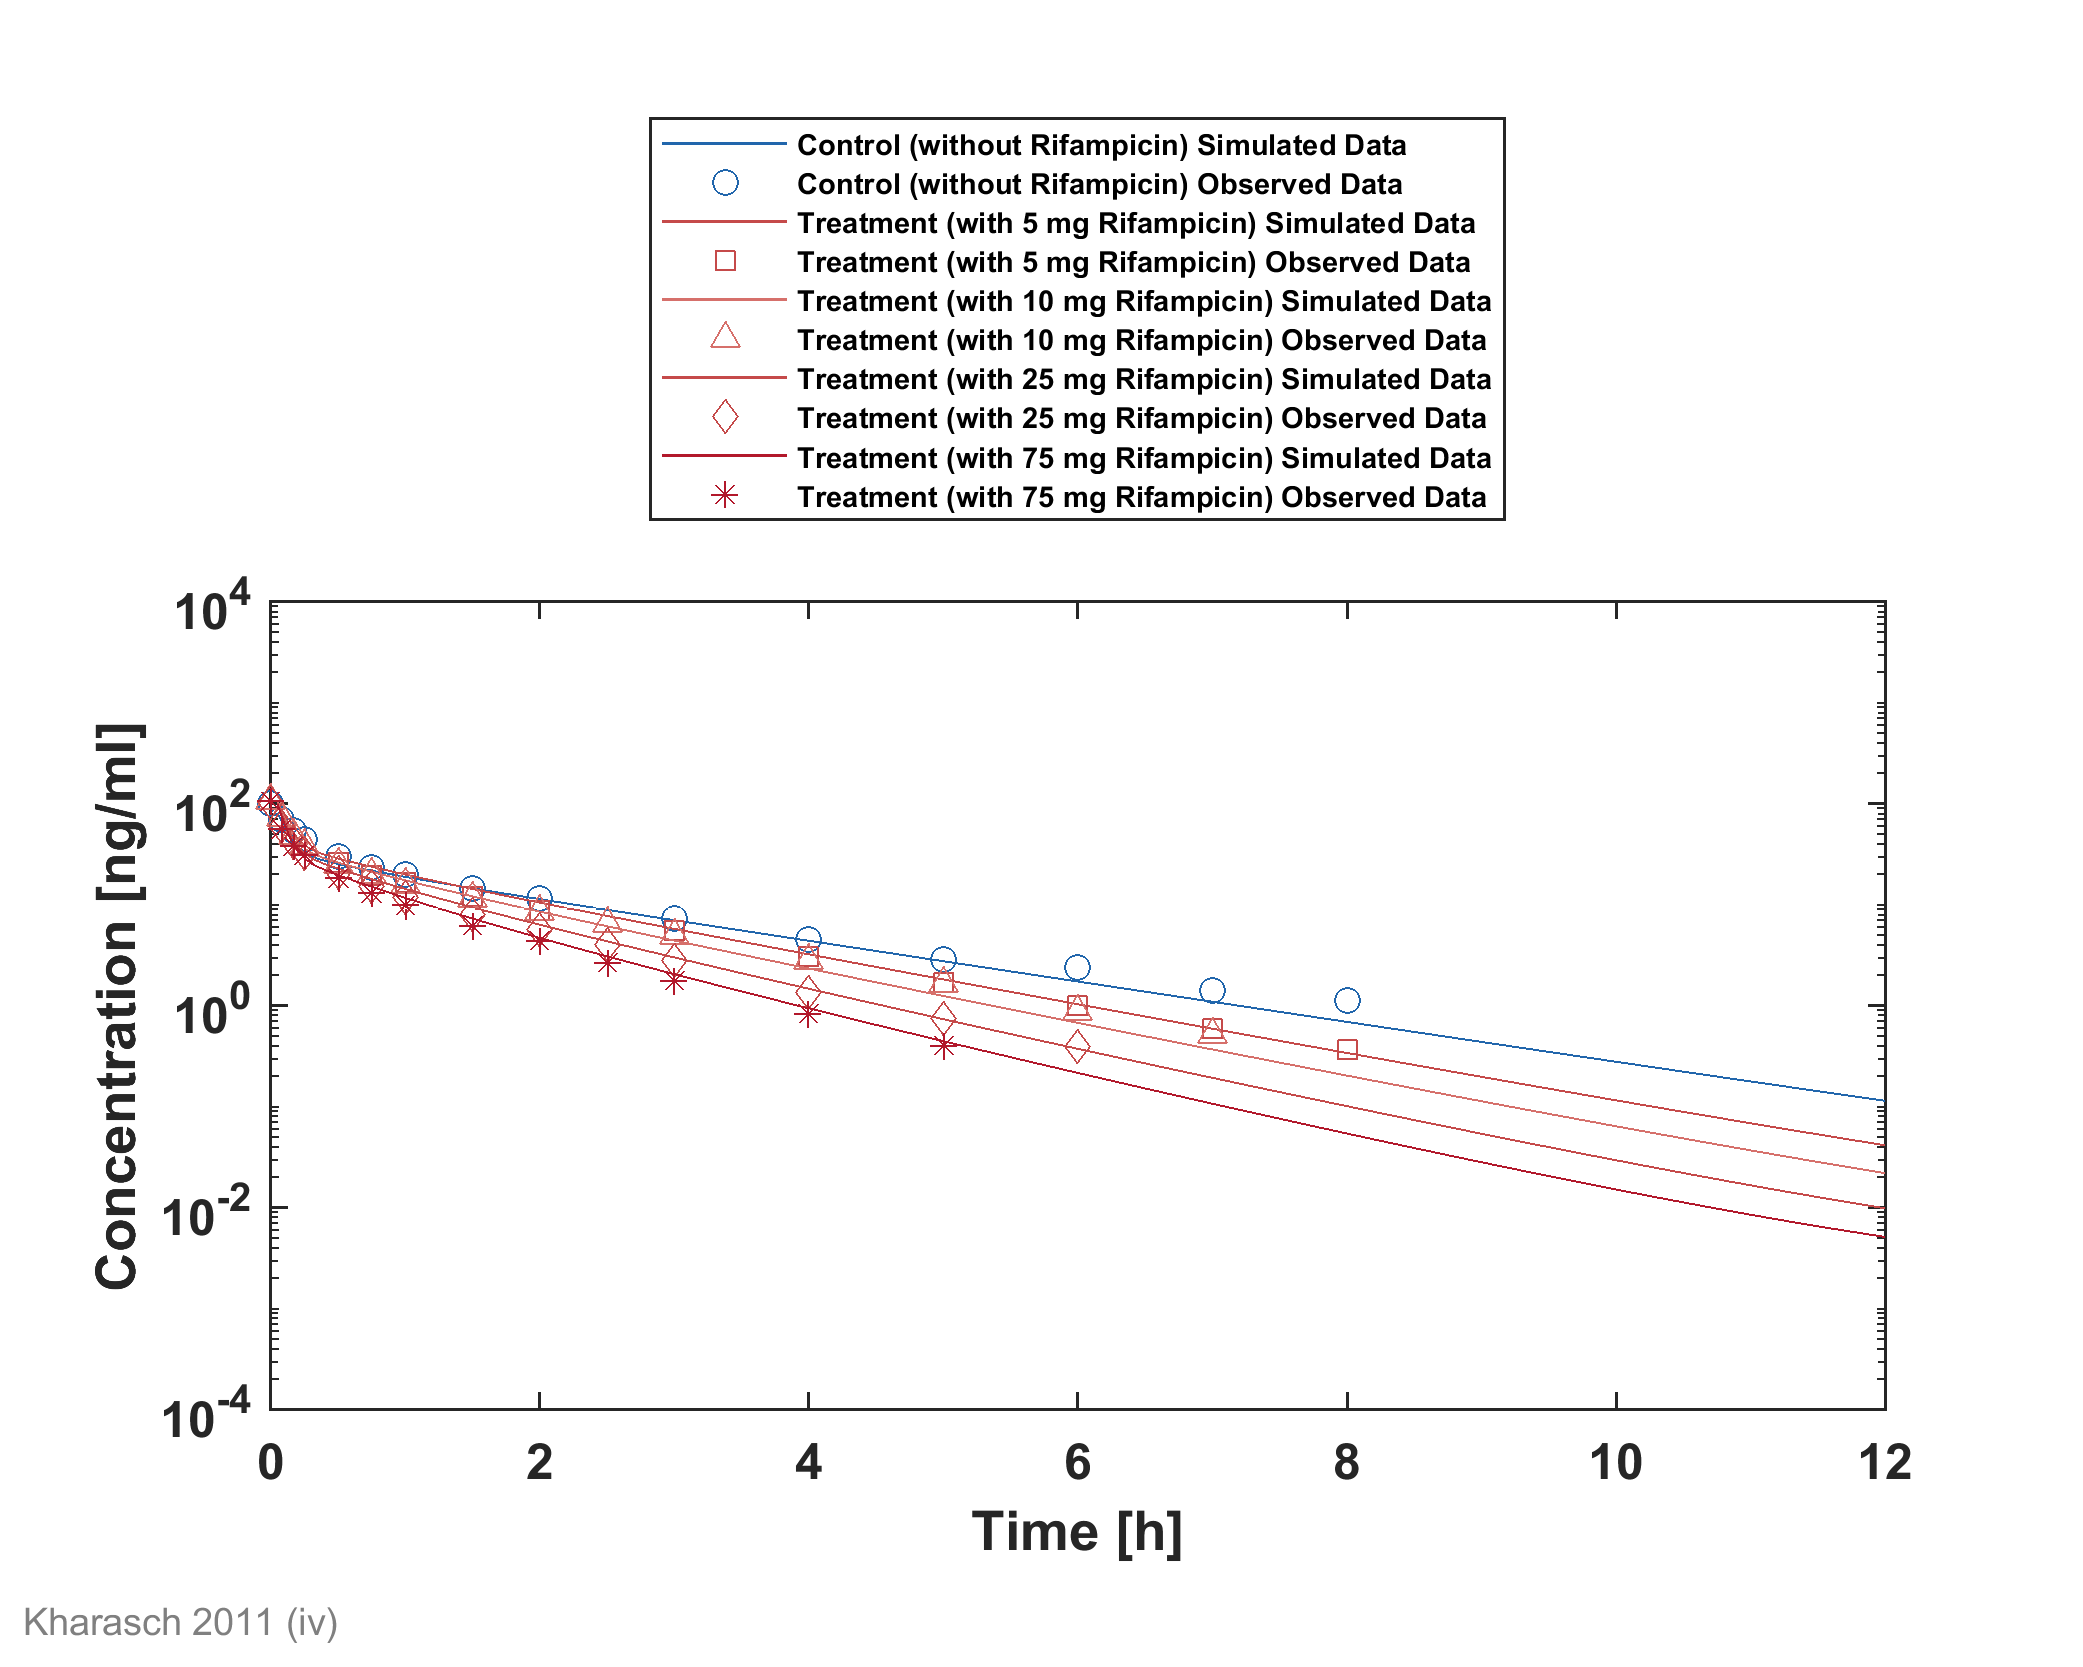 Control (without Rifampicin) Simulated Data
Control (without Rifampicin) Observed Data
Treatment (with 5 mg Rifampicin) Simulated Data
Treatment (with 5 mg Rifampicin) Observed Data
Treatment (with 10 mg Rifampicin) Simulated Data
Treatment (with 10 mg Rifampicin) Observed Data
Treatment (with 25 mg Rifampicin) Simulated Data
Treatment (with 25 mg Rifampicin) Observed Data
Treatment (with 75 mg Rifampicin) Simulated Data
Treatment (with 75 mg Rifampicin) Observed Data
Concentration [ng/ml]
10^4
10^2
10^0
10^-2
10^-4
0 2 4 6 8 10 12
Time [h]
Kharasch 2011 (iv)